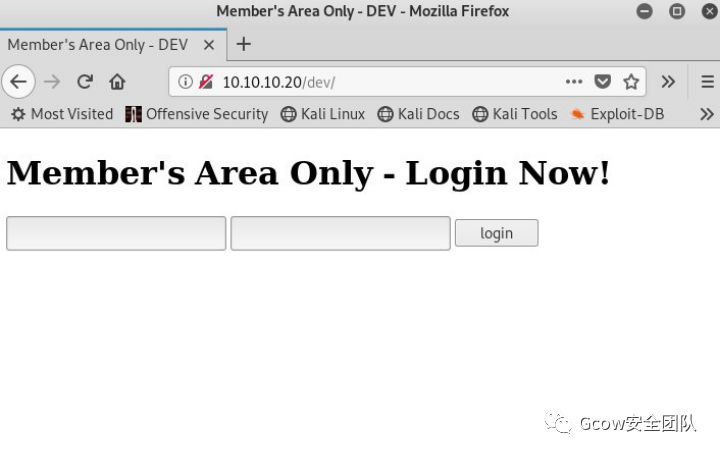 Member's Area Only - DEV - Mozilla Firefox
Member's Area Only - DEV
10.10.10.20/dev/
Most Visited Offensive Security Kali Linux Kali Docs Kali Tools Exploit-DB
Member's Area Only - Login Now!
login
Gcow安全团队